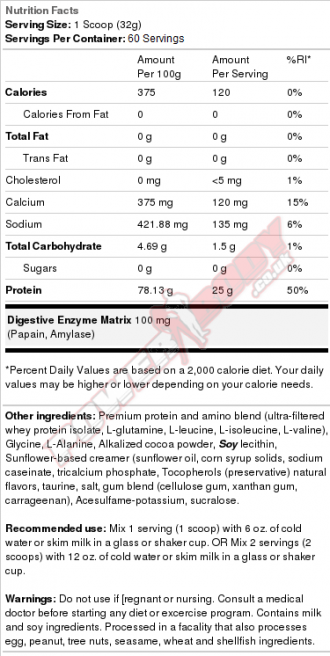 Nutrition Facts
Serving Size: 1 Scoop (32g)
Servings Per Container: 60 Servings
Amount Per 100g Amount Per Serving %RI*
Calories 375 120 0%
Calories From Fat 0 0 0%
Total Fat 0 g 0 g 0%
Trans Fat 0 g 0 g 0%
Cholesterol 0 mg <5 mg 1%
Calcium 375 mg 120 mg 15%
Sodium 421.88 mg 135 mg 6%
Total Carbohydrate 4.69 g 1.5 g 1%
Sugars 0 g 0 g 0%
Protein 78.13 g 25 g 50%
Digestive Enzyme Matrix 100 mg
(Papain, Amylase)
*Percent Daily Values are based on a 2,000 calorie diet. Your daily
values may be higher or lower depending on your calorie needs.
Other ingredients: Premium protein and amino blend (ultra-filtered
whey protein isolate, L-glutamine, L-leucine, L-isoleucine, L-valine),
Glycine, L-Alanine, Alkalized cocoa powder, Soy lecithin,
Sunflower-based creamer (sunflower oil, corn syrup solids, sodium
caseinate, tricalcium phosphate, Tocopherols (preservative) natural
flavors, taurine, salt, gum blend (cellulose gum, xanthan gum,
carrageenan), Acesulfame-potassium, sucralose.
Recommended use: Mix 1 serving (1 scoop) with 6 oz. of cold
water or skim milk in a glass or shaker cup. OR Mix 2 servings (2
scoops) with 12 oz. of cold water or skim milk in a glass or shaker
cup.
Warnings: Do not use if [regnant or nursing. Consult a medical
doctor before starting any diet or excercise program. Contains milk
and soy ingredients. Processed in a facality that also processes
egg, peanut, tree nuts, seasame, wheat and shellfish ingredients.
POWERBODY.CO.UK